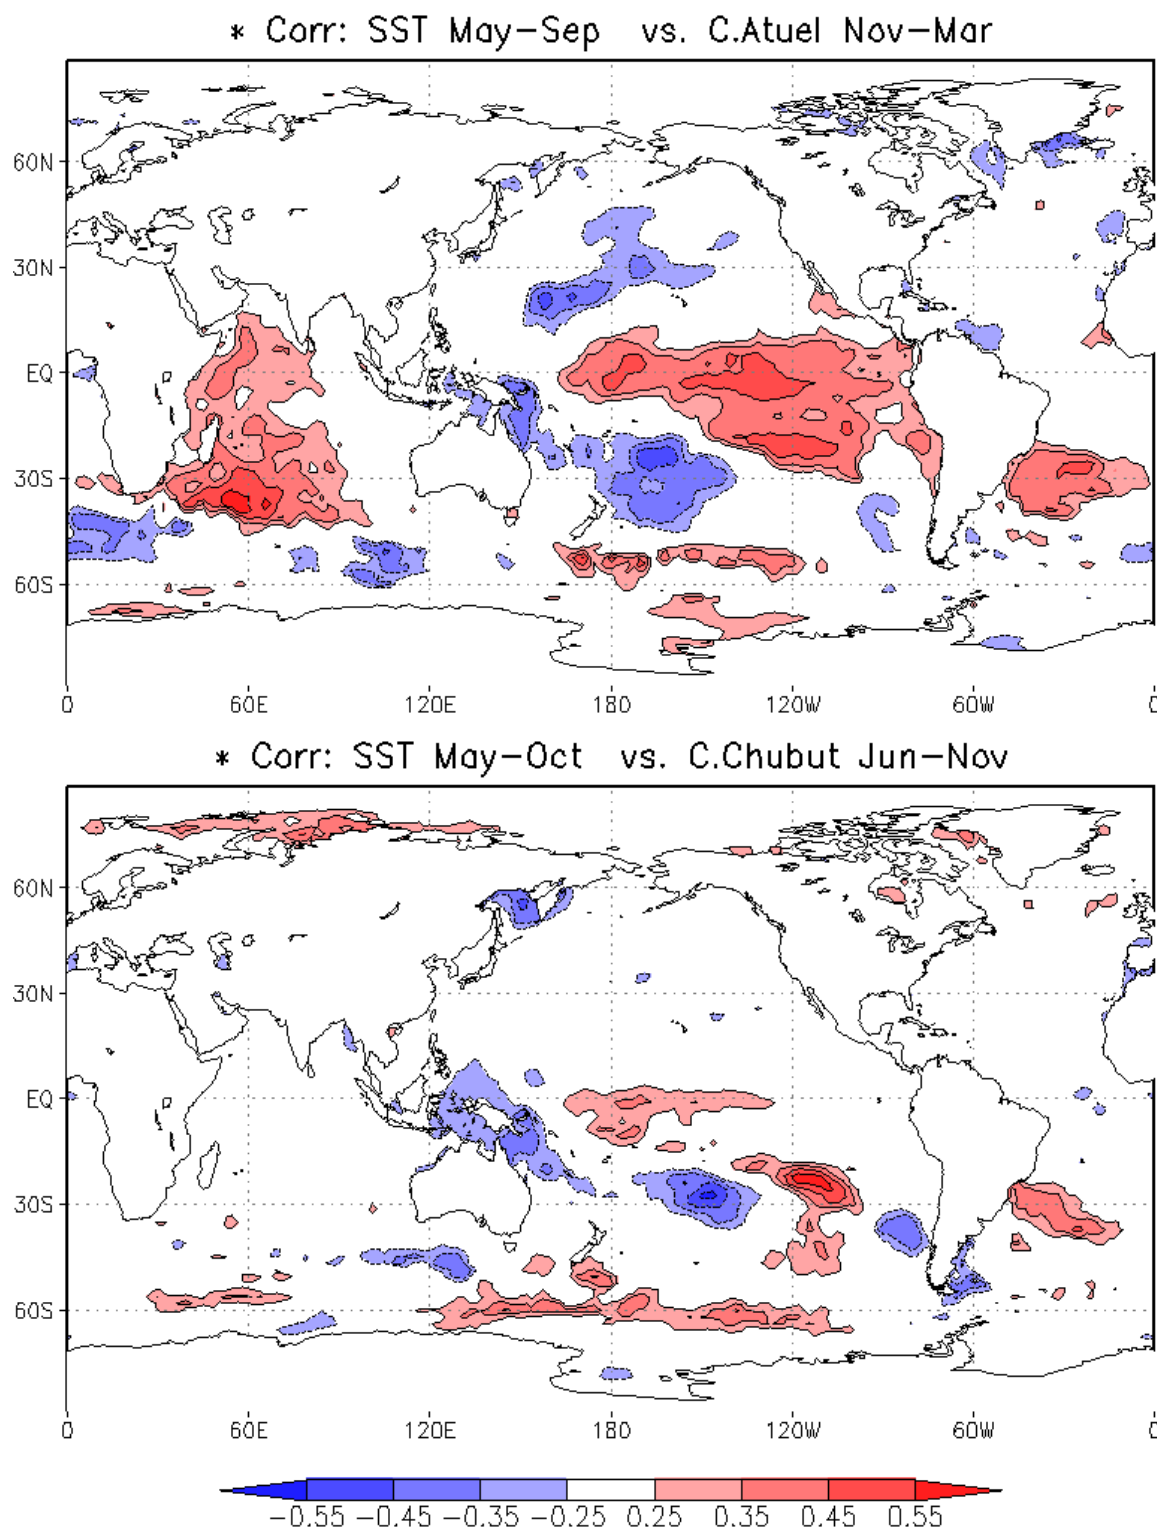 * Corr: SST May-Sep vs. C.Atuel Nov-Mar
60N
30N
EQ
30S
60S
0 60E 120E 180 120W 60W 0
* Corr: SST May-Oct vs. C.Chubut Jun-Nov
60N
30N
EQ
30S
60S
0 60E 120E 180 120W 60W 0
-0.55 -0.45 -0.35 -0.25 0.25 0.35 0.45 0.55